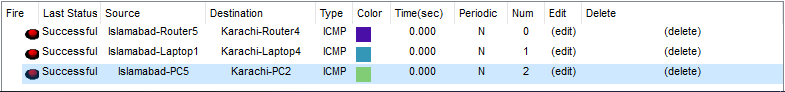 Fire Last Status Source Destination Type Color Time(sec) Periodic Num Edit Delete
Successful Islamabad-Router5 Karachi-Router4 ICMP 0.000 N 0 (edit) (delete)
Successful Islamabad-Laptop1 Karachi-Laptop4 ICMP 0.000 N 1 (edit) (delete)
Successful Islamabad-PC5 Karachi-PC2 ICMP 0.000 N 2 (edit) (delete)